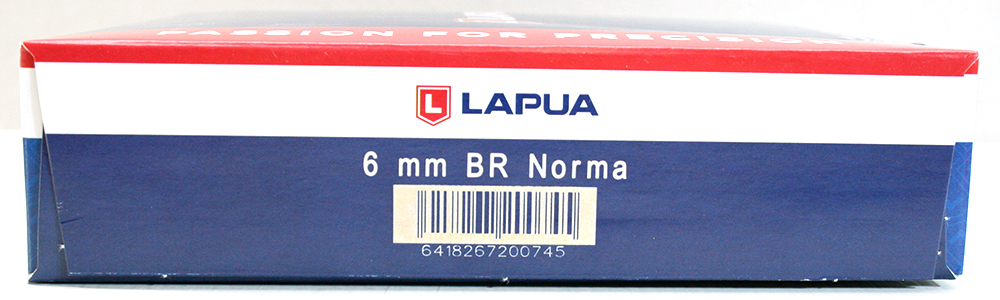 PASSION FOR PRECISION
L LAPUA
6 mm BR Norma
6418267200745